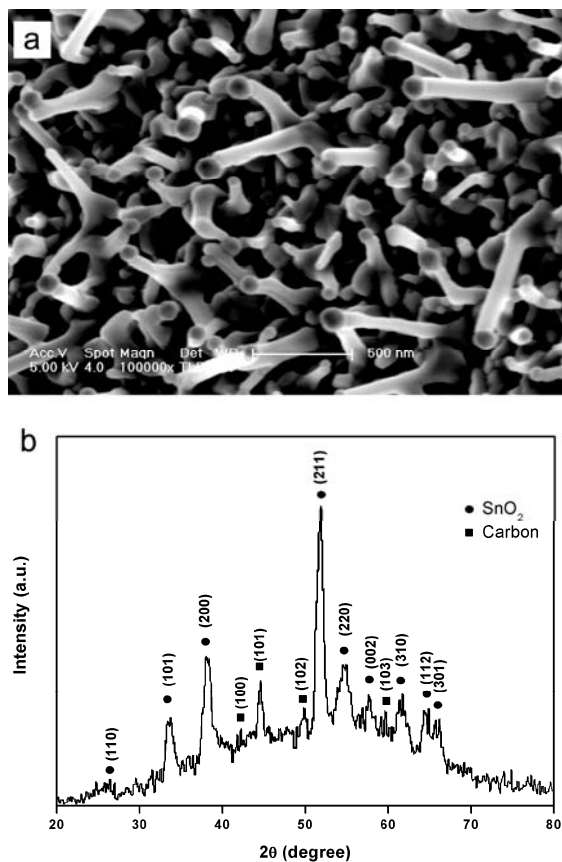 a
Acc.V Spot Magn Det 500 nm
5.00 kV 4.0 100000x
b
(211)
SnO₂
Carbon
(200)
(101)
(220)
(002)
(310)
(112)
(301)
(101)
(100)
(102)
(103)
(110)
Intensity (a.u.)
20 30 40 50 60 70 80
2θ (degree)